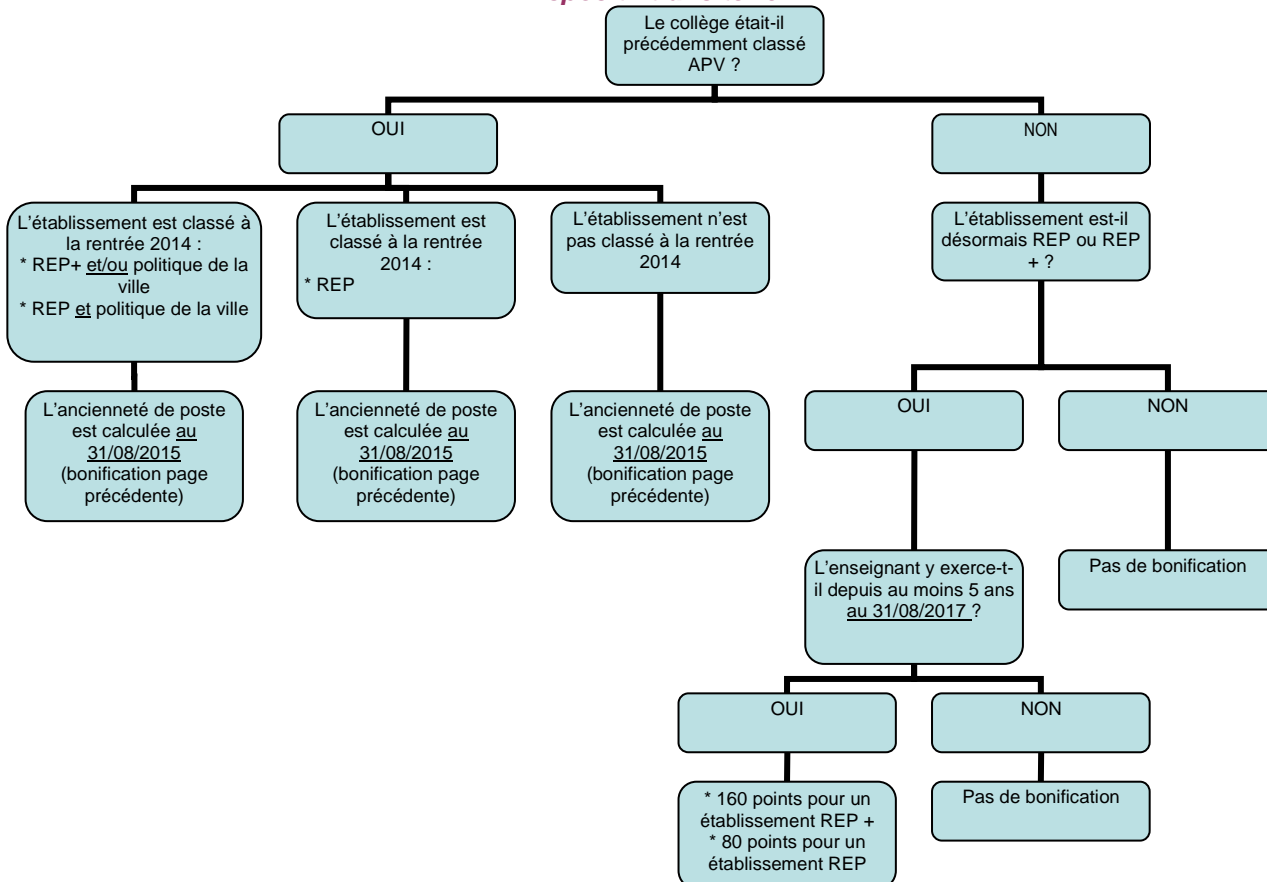 Le collège était-il
précédemment classé
APV ?
OUI
NON
L'établissement est classé à
la rentrée 2014 :
* REP+ et/ou politique de la
ville
* REP et politique de la ville
L'établissement est
classé à la rentrée
2014 :
* REP
L'établissement n'est
pas classé à la rentrée
2014
L'établissement est-il
désormais REP ou REP
+ ?
L'ancienneté de poste
est calculée au
31/08/2015
(bonification page
précédente)
L'ancienneté de poste
est calculée au
31/08/2015
(bonification page
précédente)
L'ancienneté de poste
est calculée au
31/08/2015
(bonification page
précédente)
OUI
NON
L'enseignant y exerce-t-
il depuis au moins 5 ans
au 31/08/2017 ?
Pas de bonification
OUI
NON
* 160 points pour un
établissement REP +
* 80 points pour un
établissement REP
Pas de bonification